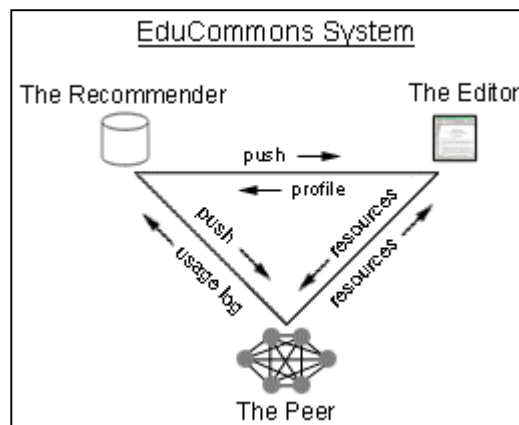 EduCommons System
The Recommender
The Editor
push
profile
push
usage log
resources
resources
The Peer